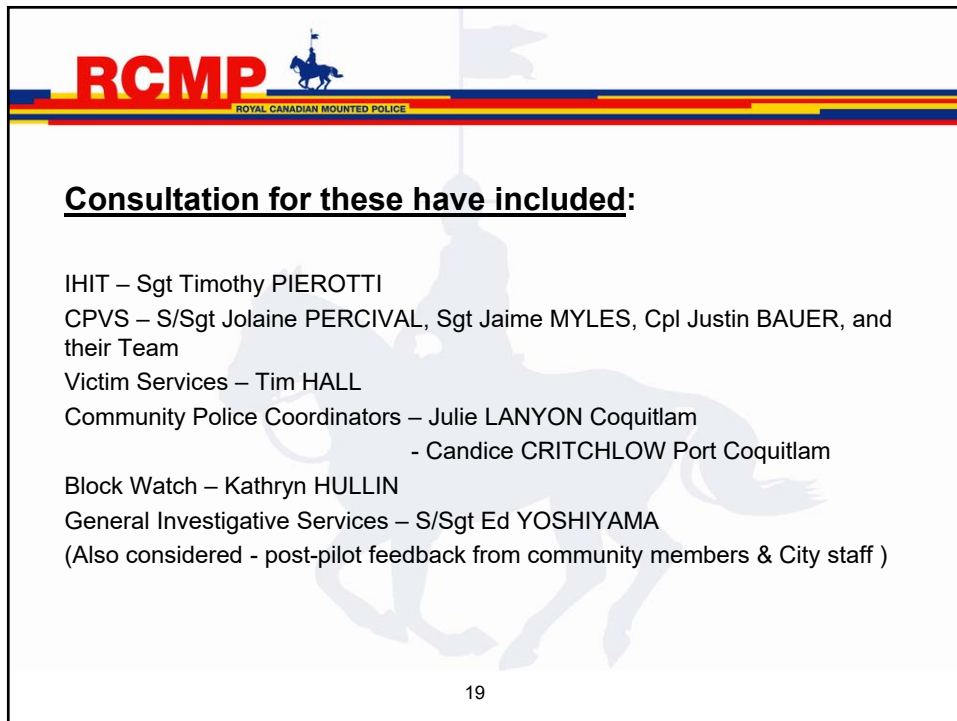 RCMP
ROYAL CANADIAN MOUNTED POLICE
Consultation for these have included:
IHIT – Sgt Timothy PIEROTTI
CPVS – S/Sgt Jolaine PERCIVAL, Sgt Jaime MYLES, Cpl Justin BAUER, and
their Team
Victim Services – Tim HALL
Community Police Coordinators – Julie LANYON Coquitlam
- Candice CRITCHLOW Port Coquitlam
Block Watch – Kathryn HULLIN
General Investigative Services – S/Sgt Ed YOSHIYAMA
(Also considered - post-pilot feedback from community members & City staff )
19